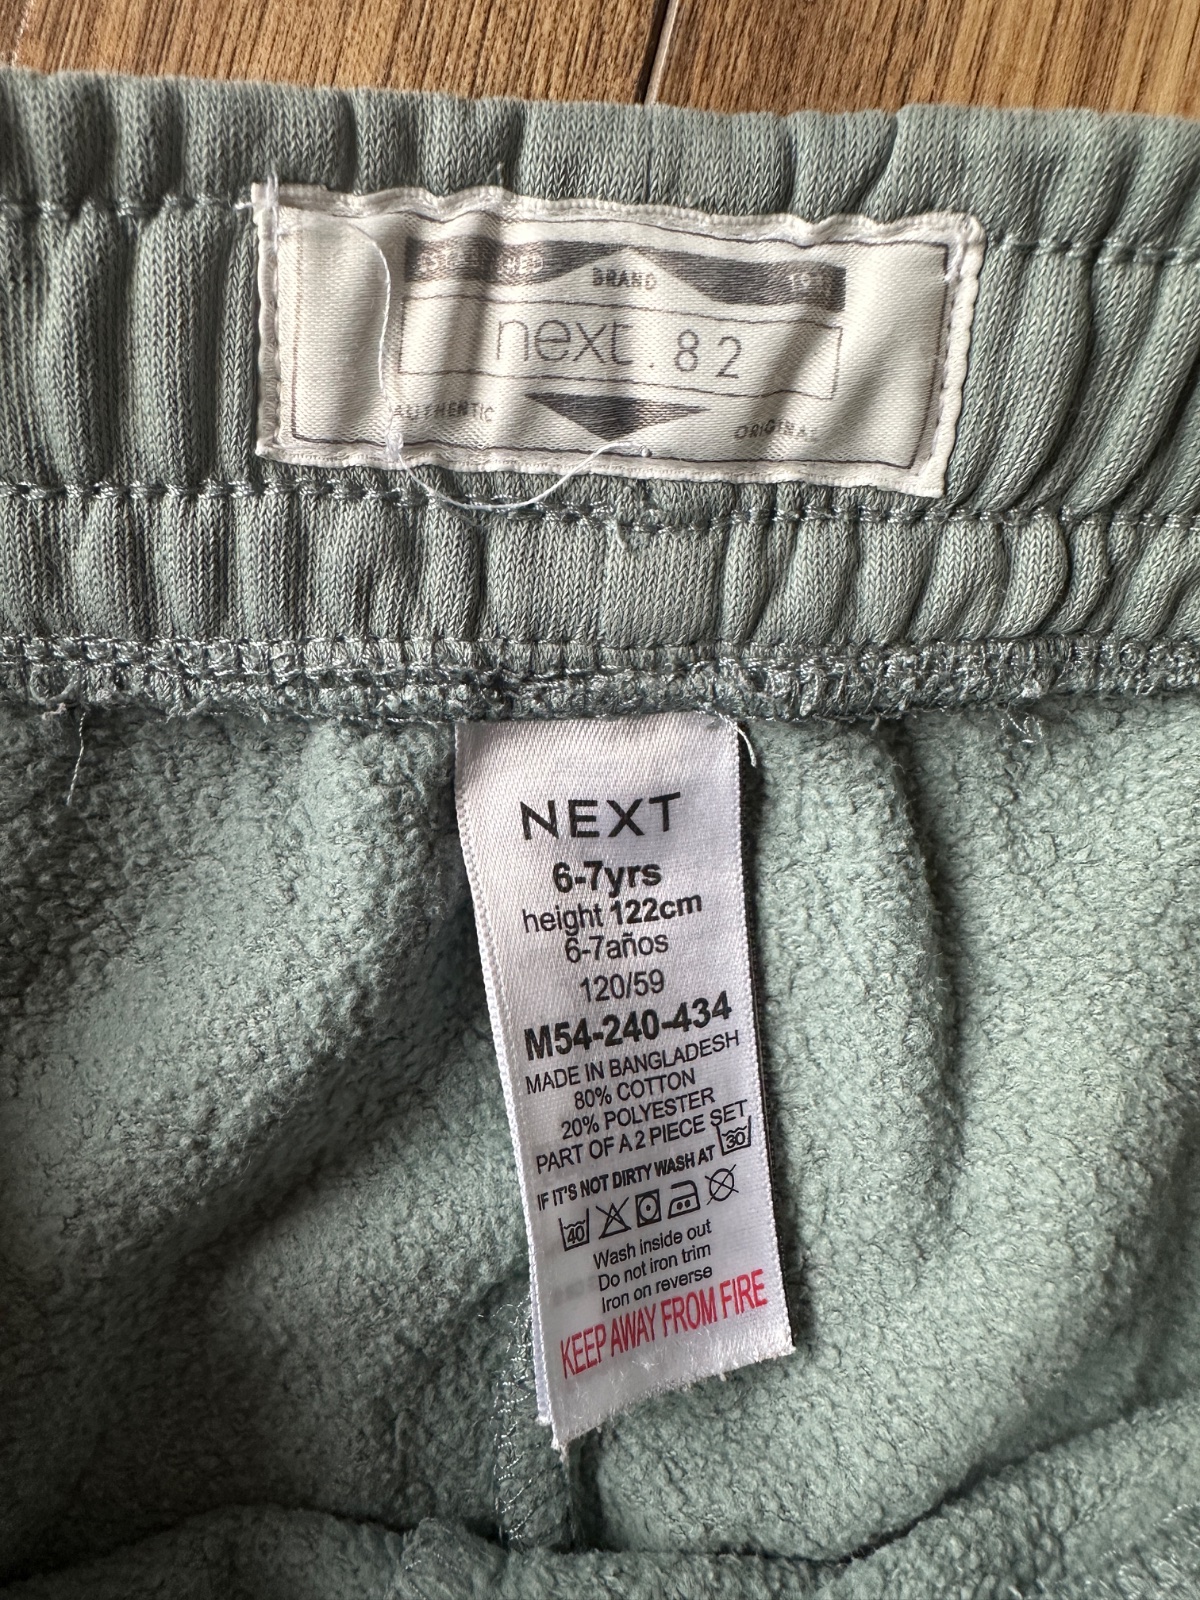 BRAND
next.82
AUTHENTIC
ORIGINAL
NEXT
6-7yrs
height 122cm
6-7años
120/59
M54-240-434
MADE IN BANGLADESH
80% COTTON
20% POLYESTER
PART OF A 2 PIECE SET
IF IT'S NOT DIRTY WASH AT 30
40
Wash inside out
Do not iron trim
Iron on reverse
KEEP AWAY FROM FIRE